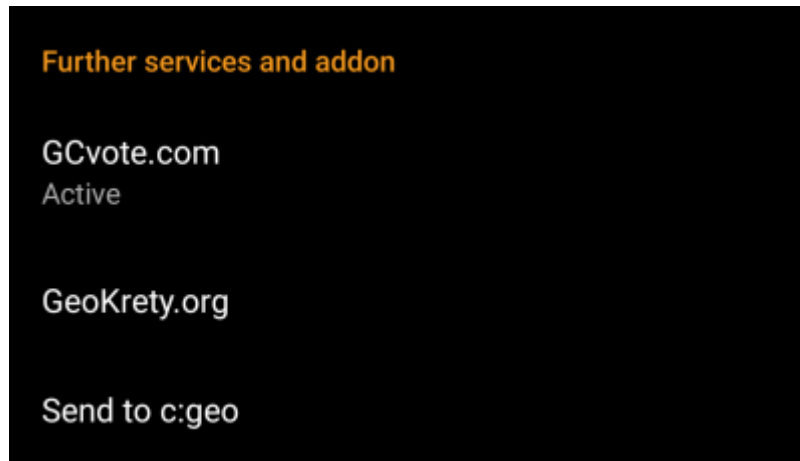 Further services and addon
GCvote.com
Active
GeoKrety.org
Send to c:geo